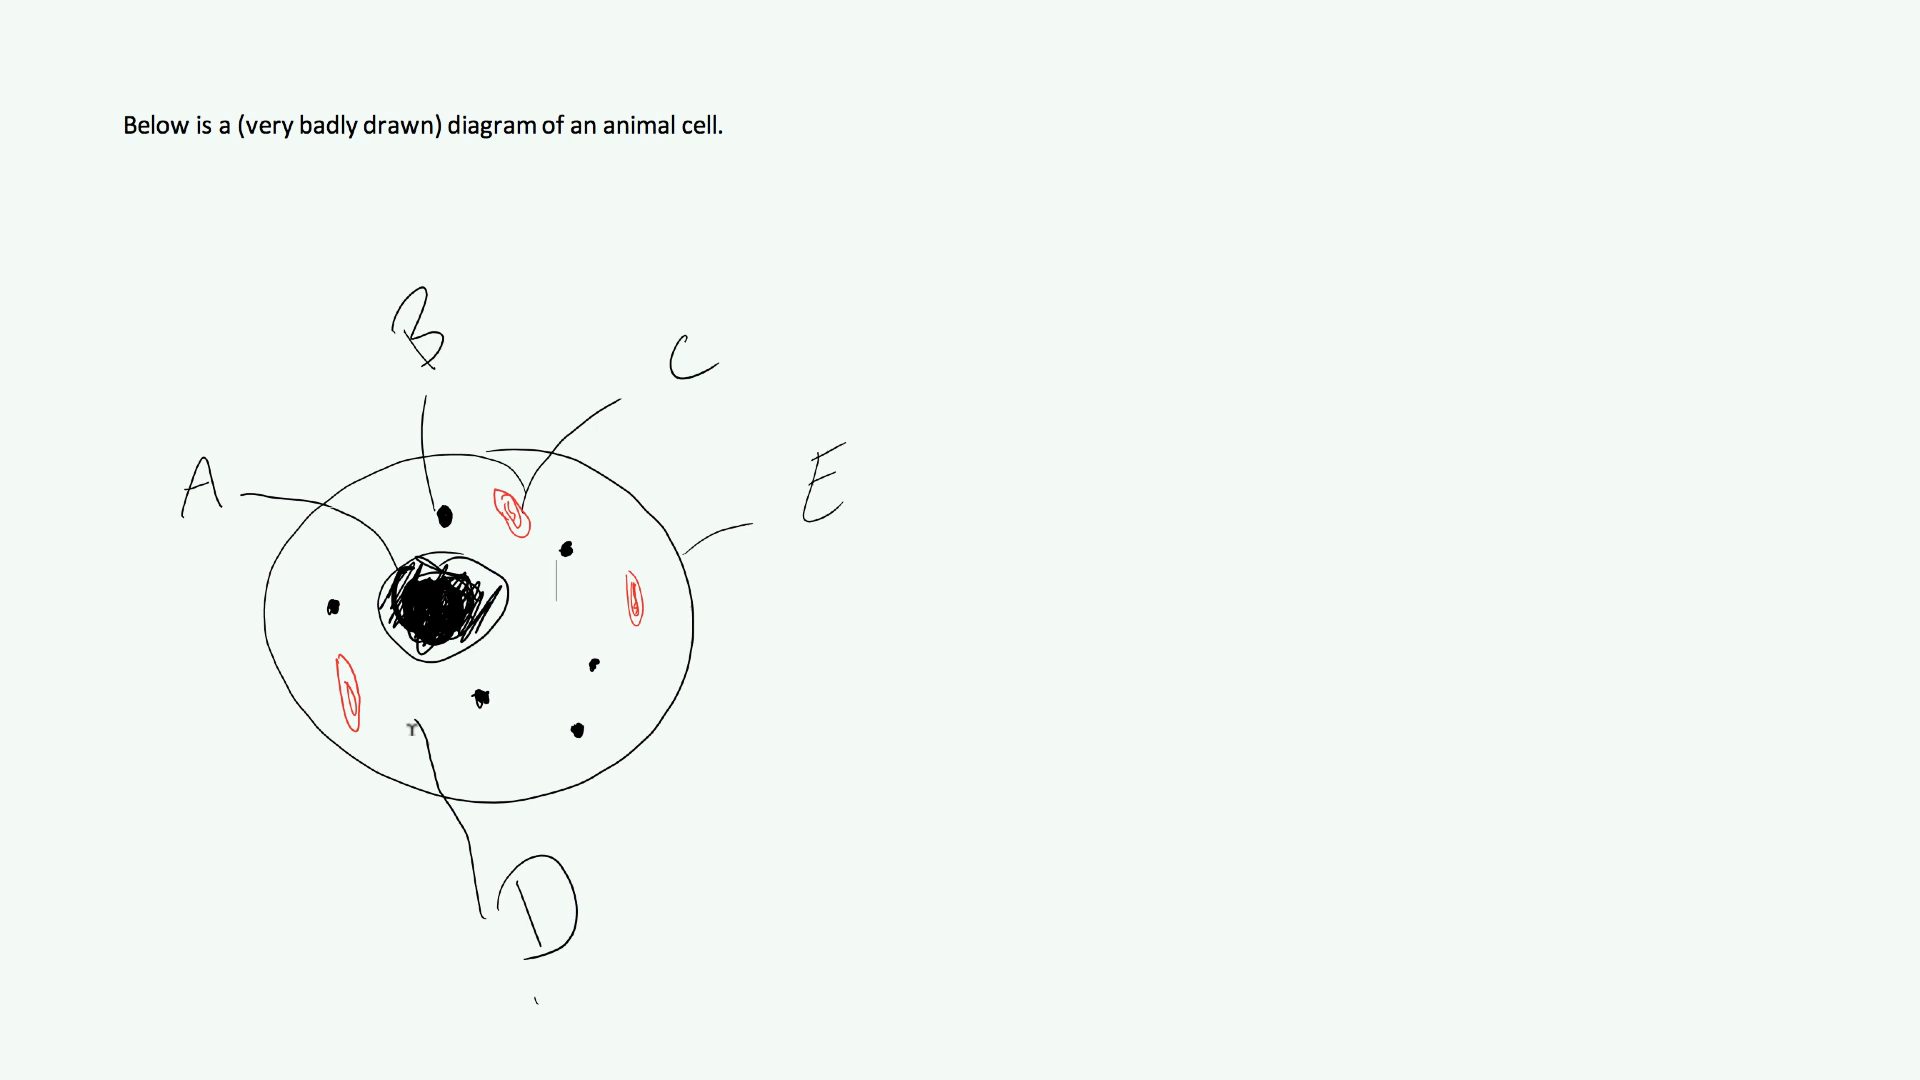 Below is a (very badly drawn) diagram of an animal cell.
B
C
A
E
D